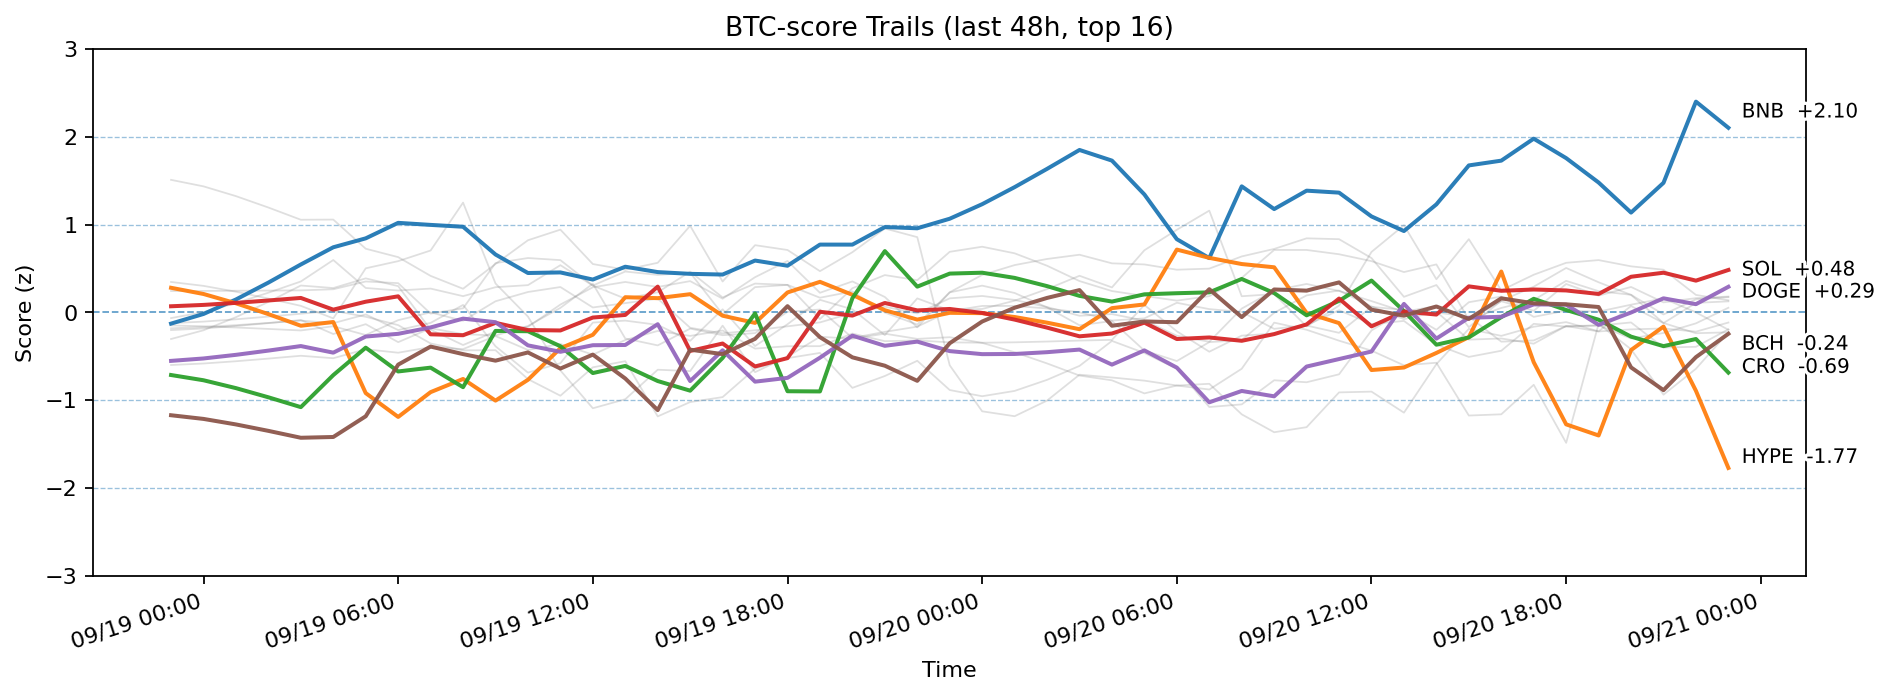 BTC-score Trails (last 48h, top 16)
3
2
1
0
−1
−2
−3
Score (z)
BNB +2.10
SOL +0.48
DOGE +0.29
BCH -0.24
CRO -0.69
HYPE -1.77
09/19 00:00
09/19 06:00
09/19 12:00
09/19 18:00
09/20 00:00
09/20 06:00
09/20 12:00
09/20 18:00
09/21 00:00
Time